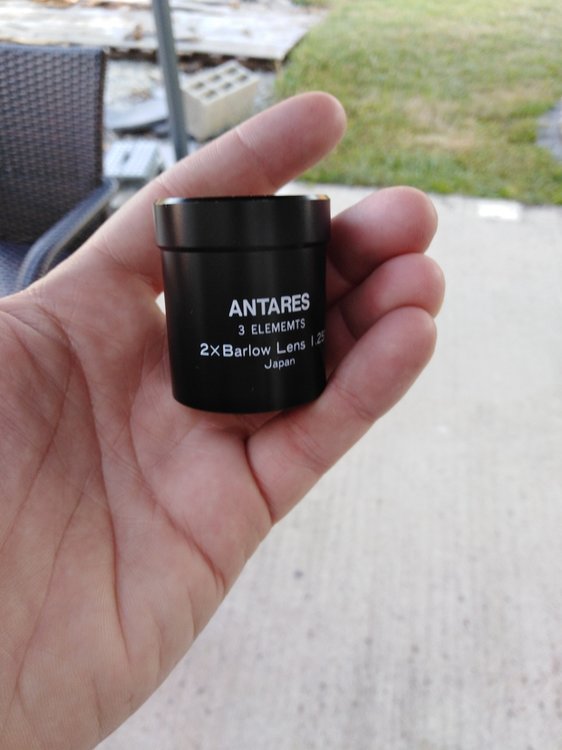 ANTARES
3 ELEMEMTS
2×Barlow Lens 1.25
Japan